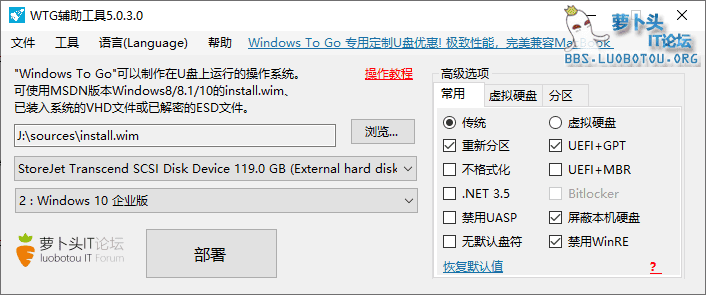 WTG辅助工具5.0.3.0
萝卜头
IT论坛
BBS.LUOBOTOU.ORG
文件 工具 语言(Language) 帮助 Windows To Go 专用定制U盘优惠! 极致性能，完美兼容MacBook
"Windows To Go"可以制作在U盘上运行的操作系统。
可使用MSDN版本Windows8/8.1/10的install.wim、
已装入系统的VHD文件或已解密的ESD文件。
操作教程
J:\sources\install.wim
浏览...
StoreJet Transcend SCSI Disk Device 119.0 GB (External hard disk
2 : Windows 10 企业版
萝卜头IT论坛
luobotou IT Forum
部署
高级选项
常用 虚拟硬盘 分区
传统 虚拟硬盘
重新分区 UEFI+GPT
不格式化 UEFI+MBR
.NET 3.5 Bitlocker
禁用UASP 屏蔽本机硬盘
无默认盘符 禁用WinRE
恢复默认值 ?